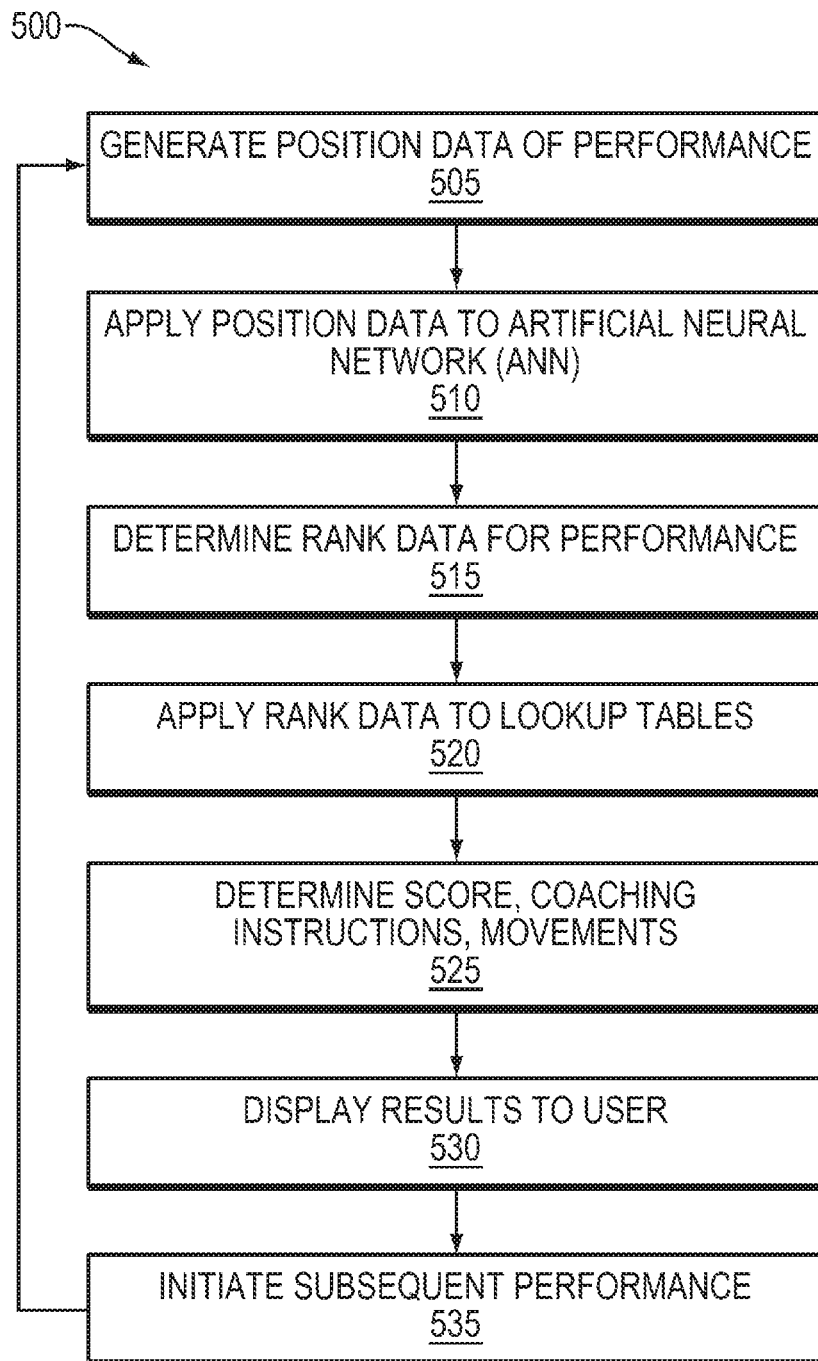 500
GENERATE POSITION DATA OF PERFORMANCE
505
APPLY POSITION DATA TO ARTIFICIAL NEURAL
NETWORK (ANN)
510
DETERMINE RANK DATA FOR PERFORMANCE
515
APPLY RANK DATA TO LOOKUP TABLES
520
DETERMINE SCORE, COACHING
INSTRUCTIONS, MOVEMENTS
525
DISPLAY RESULTS TO USER
530
INITIATE SUBSEQUENT PERFORMANCE
535